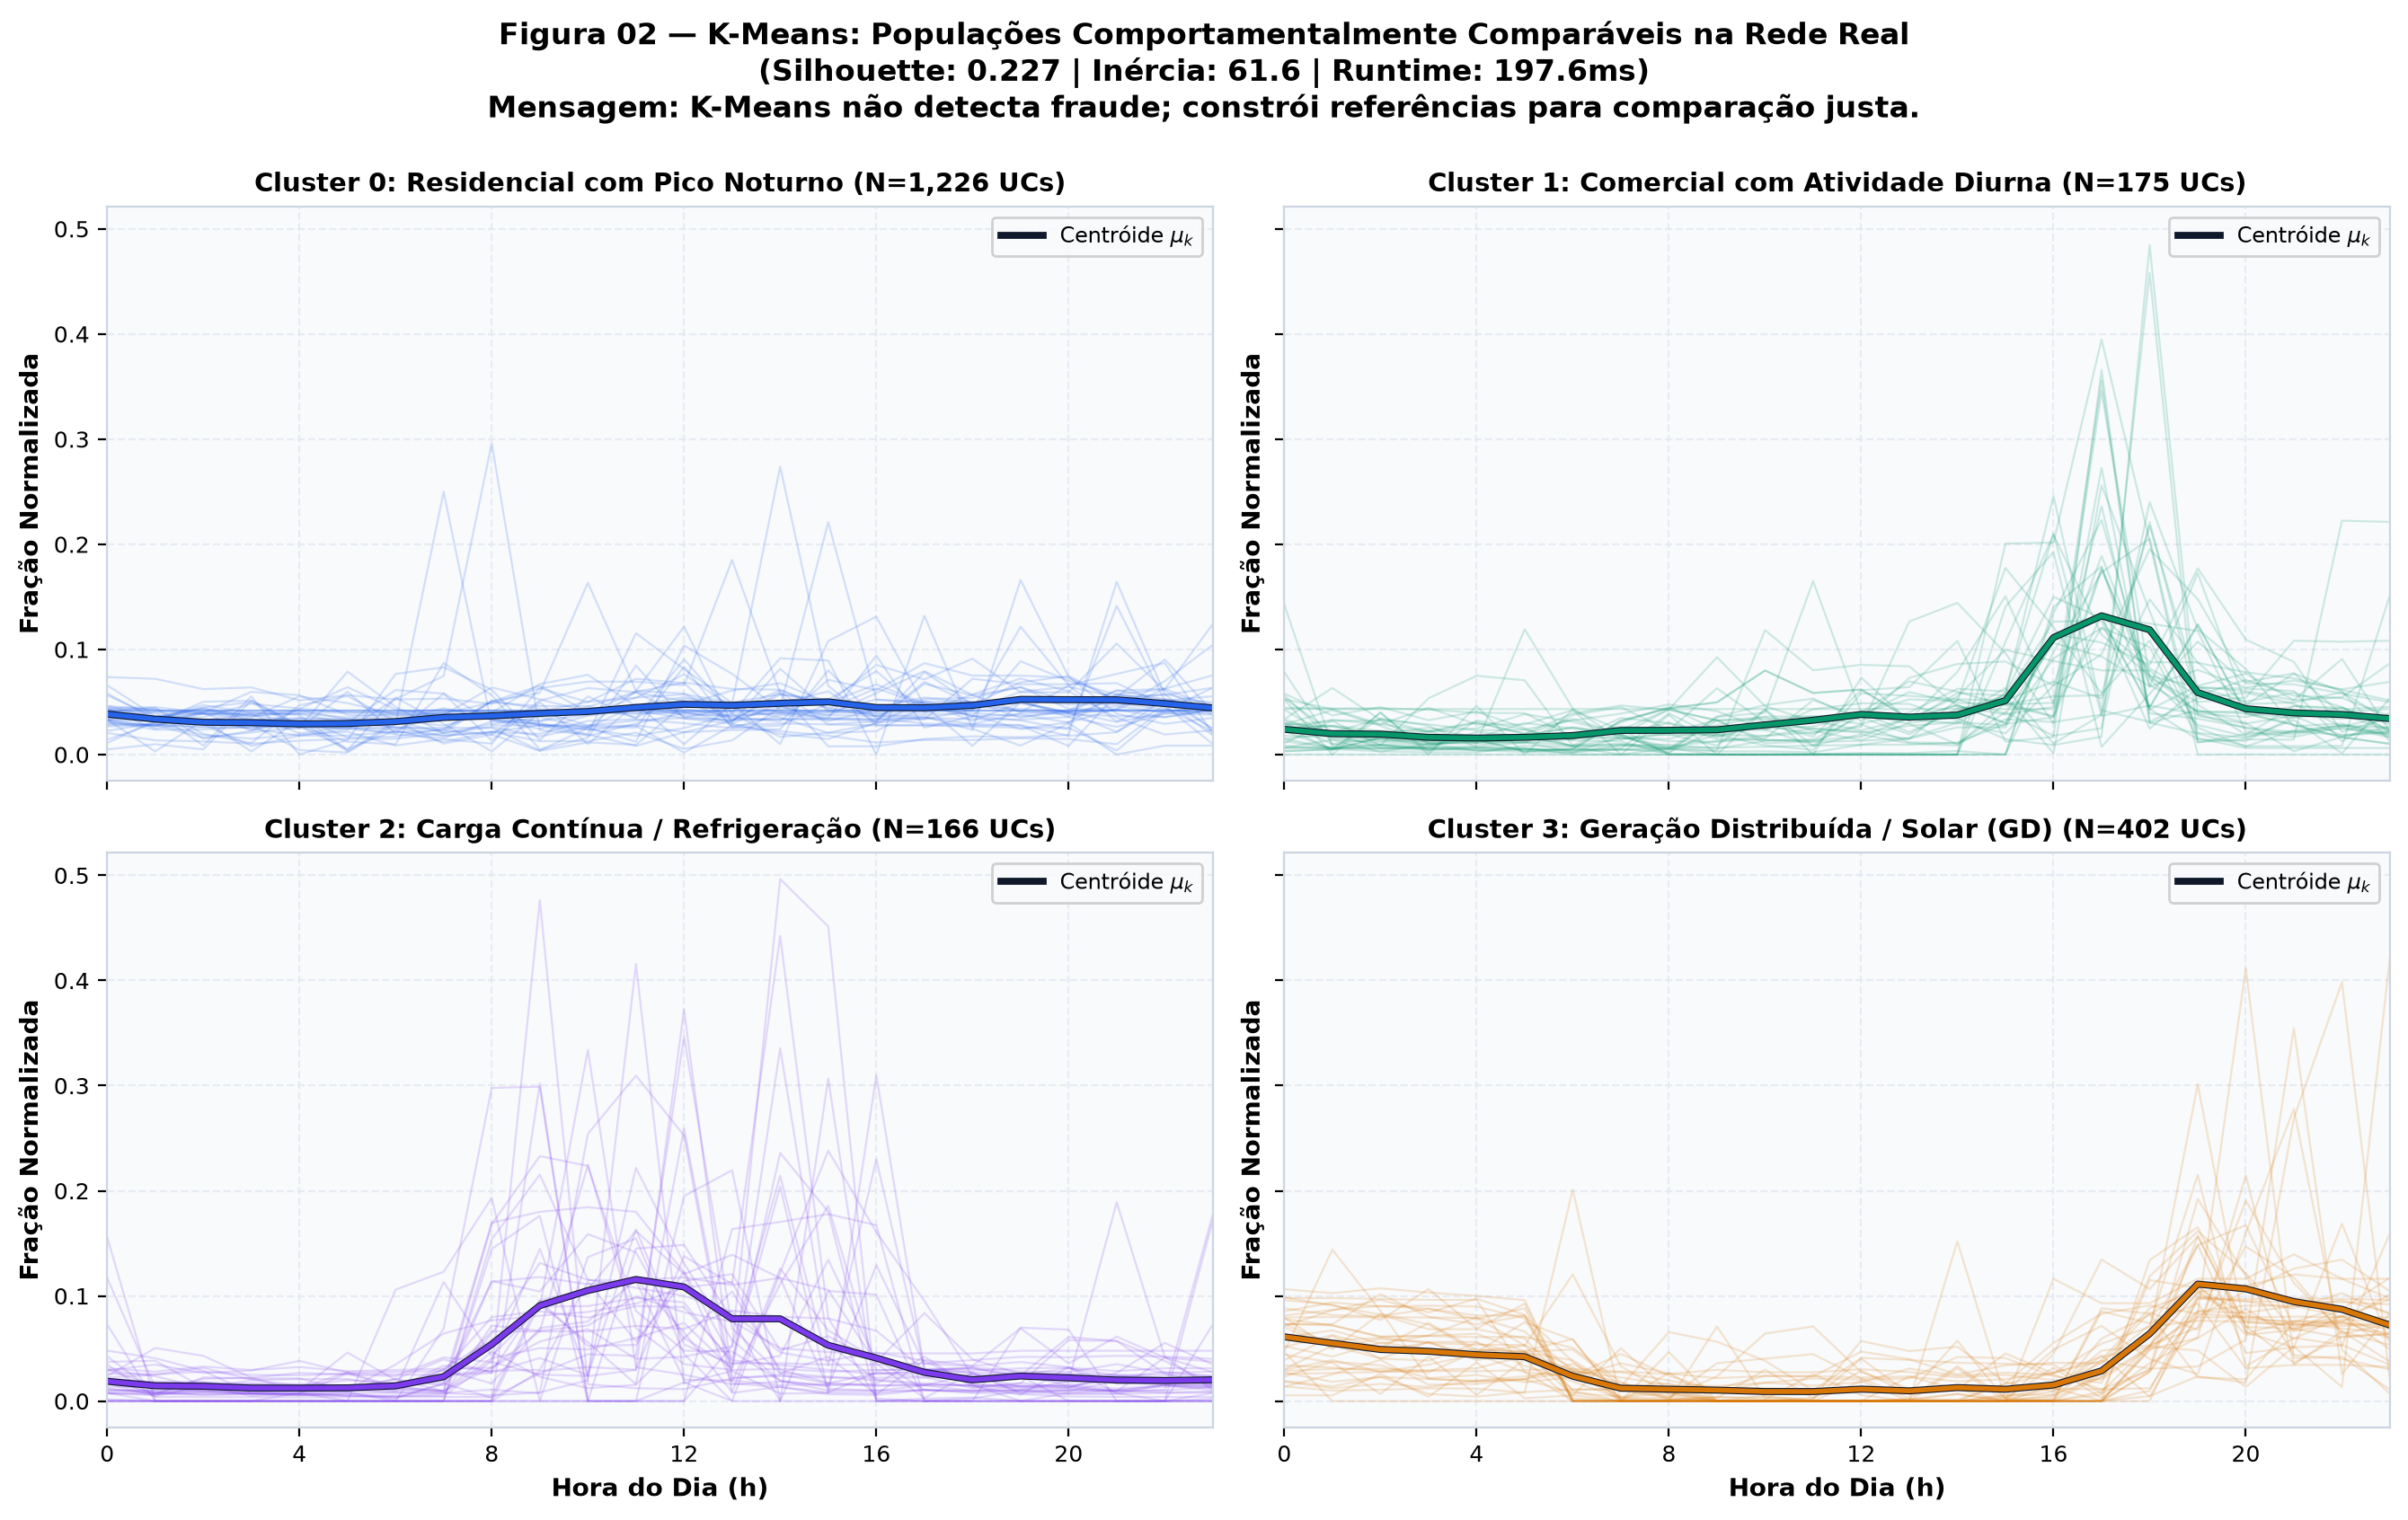 Figura 02 — K-Means: Populações Comportamentalmente Comparáveis na Rede Real
(Silhouette: 0.227 | Inércia: 61.6 | Runtime: 197.6ms)
Mensagem: K-Means não detecta fraude; constrói referências para comparação justa.
Cluster 0: Residencial com Pico Noturno (N=1,226 UCs)
Centróide μk
Fração Normalizada
0.5
0.4
0.3
0.2
0.1
0.0
Cluster 1: Comercial com Atividade Diurna (N=175 UCs)
Centróide μk
Fração Normalizada
Cluster 2: Carga Contínua / Refrigeração (N=166 UCs)
Centróide μk
Fração Normalizada
0.5
0.4
0.3
0.2
0.1
0.0
0 4 8 12 16 20
Hora do Dia (h)
Cluster 3: Geração Distribuída / Solar (GD) (N=402 UCs)
Centróide μk
Fração Normalizada
0 4 8 12 16 20
Hora do Dia (h)